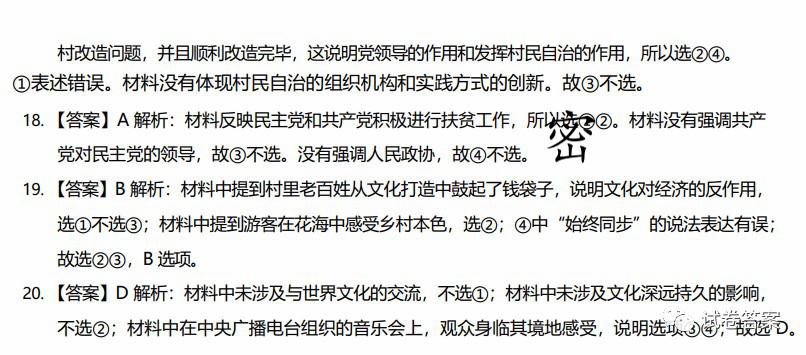 村改造问题，并且顺利改造完毕，这说明党领导的作用和发挥村民自治的作用，所以选②④。
①表述错误。材料没有体现村民自治的组织机构和实践方式的创新。故③不选。
18. 【答案】A 解析：材料反映民主党和共产党积极进行扶贫工作，所以选①②。材料没有强调共产
党对民主党的领导，故③不选。没有强调人民政协，故④不选。
密
19. 【答案】B 解析：材料中提到村里老百姓从文化打造中鼓起了钱袋子，说明文化对经济的反作用，
选①不选③；材料中提到游客在花海中感受乡村本色，选②；④中“始终同步”的说法表达有误；
故选②③，B 选项。
20. 【答案】D 解析：材料中未涉及与世界文化的交流，不选①；材料中未涉及文化深远持久的影响，
不选②；材料中在中央广播电台组织的音乐会上，观众身临其境地感受，说明选项③④，故选 D。
试卷答案